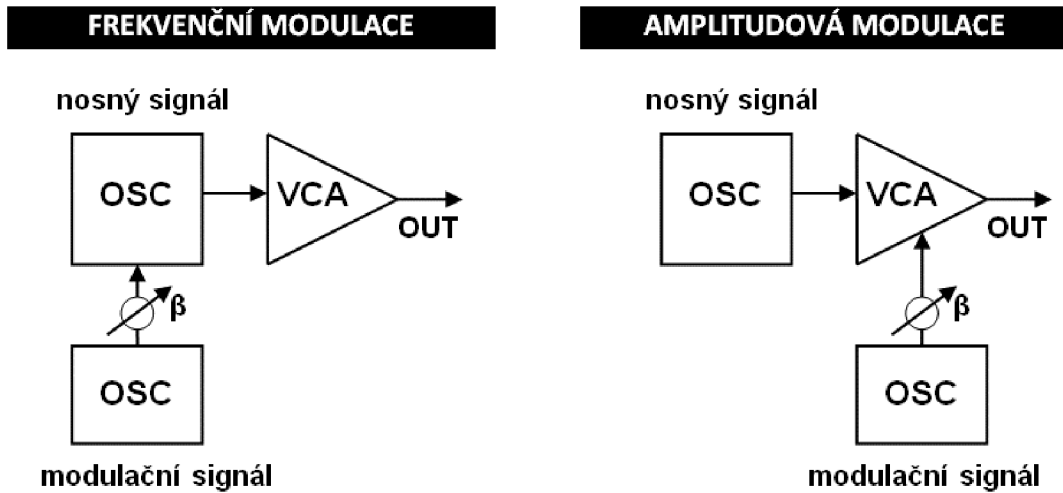 FREKVENČNÍ MODULACE
nosný signál
OSC
VCA
OUT
β
OSC
modulační signál
AMPLITUDOVÁ MODULACE
nosný signál
OSC
VCA
OUT
β
OSC
modulační signál